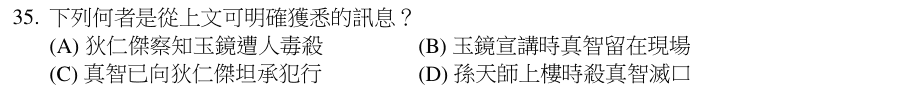 35. 下列何者是從上文可明確獲悉的訊息？
(A) 狄仁傑察知玉鏡遭人毒殺 (B) 玉鏡宣講時真智留在現場
(C) 真智已向狄仁傑坦承犯行 (D) 孫天師上樓時殺真智滅口